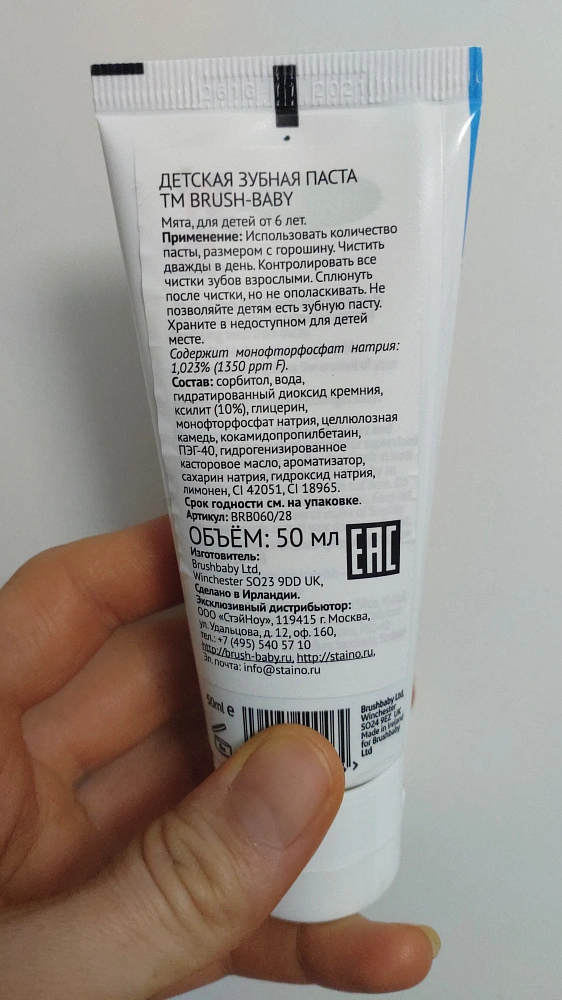 2616 2021
ДЕТСКАЯ ЗУБНАЯ ПАСТА
ТМ BRUSH-BABY
Мята, для детей от 6 лет.
Применение: Использовать количество
пасты, размером с горошину. Чистить
дважды в день. Контролировать все
чистки зубов взрослыми. Сплюнуть
после чистки, но не ополаскивать. Не
позволяйте детям есть зубную пасту.
Храните в недоступном для детей
месте.
Содержит монофторфосфат натрия:
1,023% (1350 ppm F).
Состав: сорбитол, вода,
гидратированный диоксид кремния,
ксилит (10%), глицерин,
монофторфосфат натрия, целлюлозная
камедь, кокамидопропилбетаин,
ПЭГ-40, гидрогенизированное
касторовое масло, ароматизатор,
сахарин натрия, гидроксид натрия,
лимонен, CI 42051, CI 18965.
Срок годности см. на упаковке.
Артикул: BRB060/28
ОБЪЁМ: 50 мл EAC
Изготовитель:
Brushbaby Ltd,
Winchester SO23 9DD UK,
Сделано в Ирландии.
Эксклюзивный дистрибьютор:
ООО «СтэйНоу», 119415 г. Москва,
ул. Удальцова, д. 12, оф. 160,
тел.: +7 (495) 540 57 10
http://brush-baby.ru, http://staino.ru,
Эл. почта: info@staino.ru
50ml e
Brushbaby Ltd.
Winchester
SO24 9EZ UK
Made in Ireland
for Brushbaby
Ltd